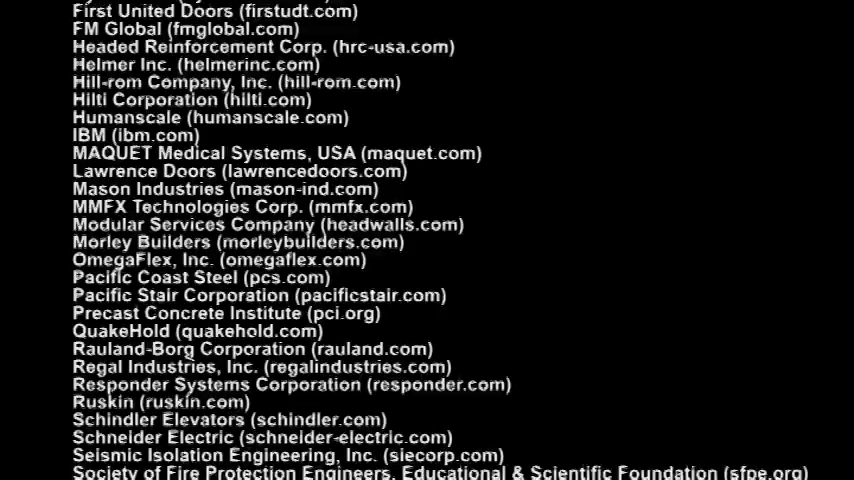 First United Doors (firstudt.com)
FM Global (fmglobal.com)
Headed Reinforcement Corp. (hrc-usa.com)
Helmer Inc. (helmerinc.com)
Hill-rom Company, Inc. (hill-rom.com)
Hilti Corporation (hilti.com)
Humanscale (humanscale.com)
IBM (ibm.com)
MAQUET Medical Systems, USA (maquet.com)
Lawrence Doors (lawrencedoors.com)
Mason Industries (mason-ind.com)
MMFX Technologies Corp. (mmfx.com)
Modular Services Company (headwalls.com)
Morley Builders (morleybuilders.com)
OmegaFlex, Inc. (omegaflex.com)
Pacific Coast Steel (pcs.com)
Pacific Stair Corporation (pacificstair.com)
Precast Concrete Institute (pci.org)
QuakeHold (quakehold.com)
Rauland-Borg Corporation (rauland.com)
Regal Industries, Inc. (regalindustries.com)
Responder Systems Corporation (responder.com)
Ruskin (ruskin.com)
Schindler Elevators (schindler.com)
Schneider Electric (schneider-electric.com)
Seismic Isolation Engineering, Inc. (siecorp.com)
Society of Fire Protection Engineers, Educational & Scientific Foundation (sfpe.org)